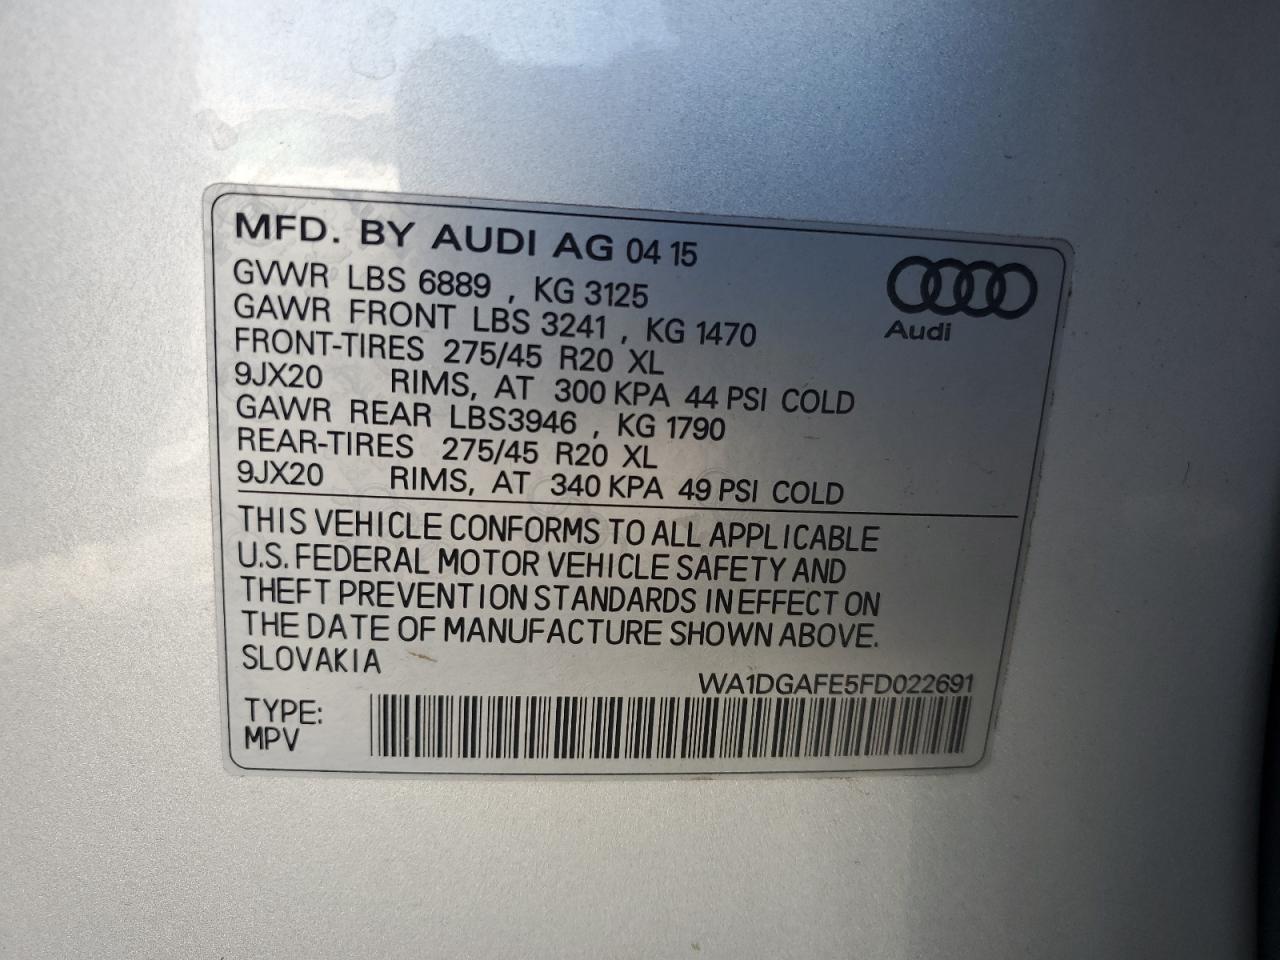 MFD. BY AUDI AG 04 15
GVWR LBS 6889 , KG 3125
GAWR FRONT LBS 3241 , KG 1470
FRONT-TIRES 275/45 R20 XL
9JX20 RIMS, AT 300 KPA 44 PSI COLD
GAWR REAR LBS3946 , KG 1790
REAR-TIRES 275/45 R20 XL
9JX20 RIMS, AT 340 KPA 49 PSI COLD
Audi
THIS VEHICLE CONFORMS TO ALL APPLICABLE
U.S. FEDERAL MOTOR VEHICLE SAFETY AND
THEFT PREVENTION STANDARDS IN EFFECT ON
THE DATE OF MANUFACTURE SHOWN ABOVE.
SLOVAKIA
WA1DGAFE5FD022691
TYPE:
MPV